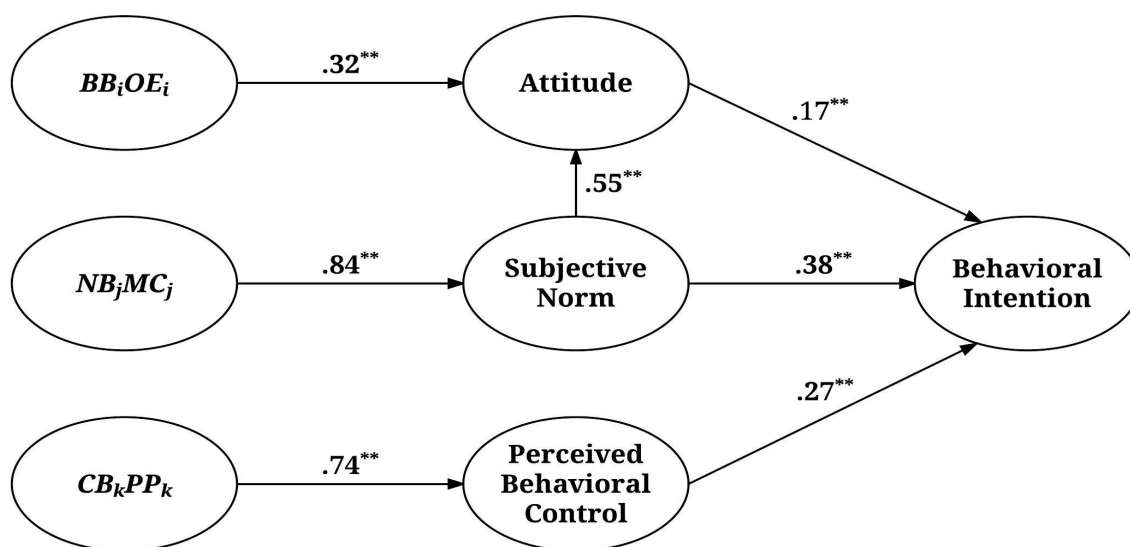 BBiOEi
.32**
Attitude
.17**
.55**
NBjMCj
.84**
Subjective
Norm
.38**
Behavioral
Intention
.27**
CBkPPk
.74**
Perceived
Behavioral
Control